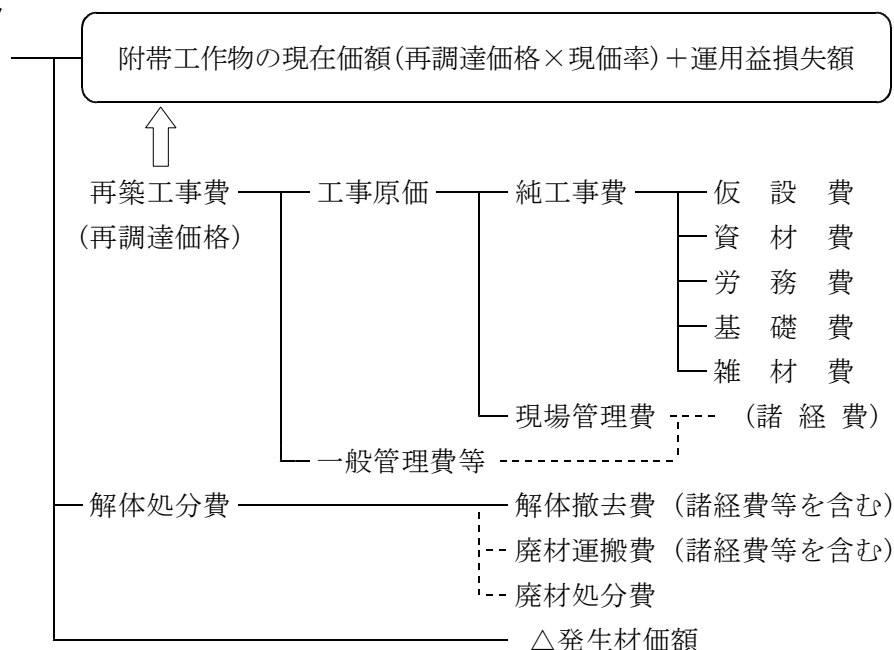 附帯工作物の現在価額(再調達価格×現価率)+運用益損失額
再築工事費 工事原価 純工事費 仮設費
(再調達価格) 資材費
労務費
基礎費
雑材費
現場管理費 (諸経費)
一般管理費等
解体処分費 解体撤去費(諸経費等を含む)
廃材運搬費(諸経費等を含む)
廃材処分費
△発生材価額